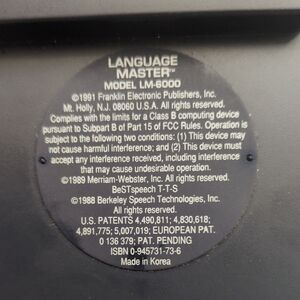 LANGUAGE
MASTER™
MODEL LM-6000
©1991 Franklin Electronic Publishers, Inc.
Mt. Holly, N.J. 08060 U.S.A. All rights reserved.
Complies with the limits for a Class B computing device
pursuant to Subpart B of Part 15 of FCC Rules. Operation is
subject to the following two conditions: (1) This device may
not cause harmful interference; and (2) This device must
accept any interference received, including interference
that may cause undesirable operation.
©1989 Merriam-Webster, Inc. All rights reserved.
BeSTspeech T-T-S
©1988 Berkeley Speech Technologies, Inc.
All rights reserved.
U.S. PATENTS 4,490,811; 4,830,618;
4,891,775; 5,007,019; EUROPEAN PAT.
0 136 379; PAT. PENDING
ISBN 0-945731-73-6